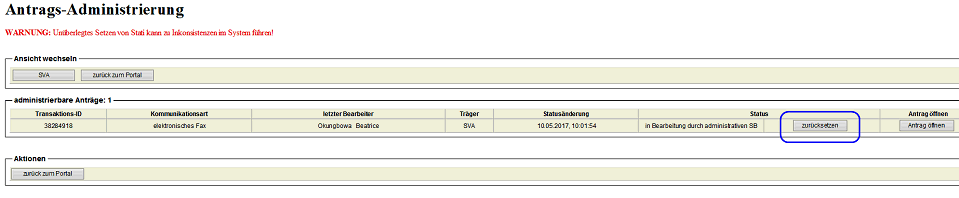 Antrags-Administrierung
WARNUNG: Unüberlegtes Setzen von Stati kann zu Inkonsistenzen im System führen!
Ansicht wechseln
SVA zurück zum Portal
administrierbare Anträge: 1
Transaktions-ID Kommunikationsart letzter Bearbeiter Träger Statusänderung Status Antrag öffnen
38284918 elektronisches Fax Okungbowa Beatrice SVA 10.05.2017, 10:01:54 in Bearbeitung durch administrativen SB zurücksetzen Antrag öffnen
Aktionen
zurück zum Portal